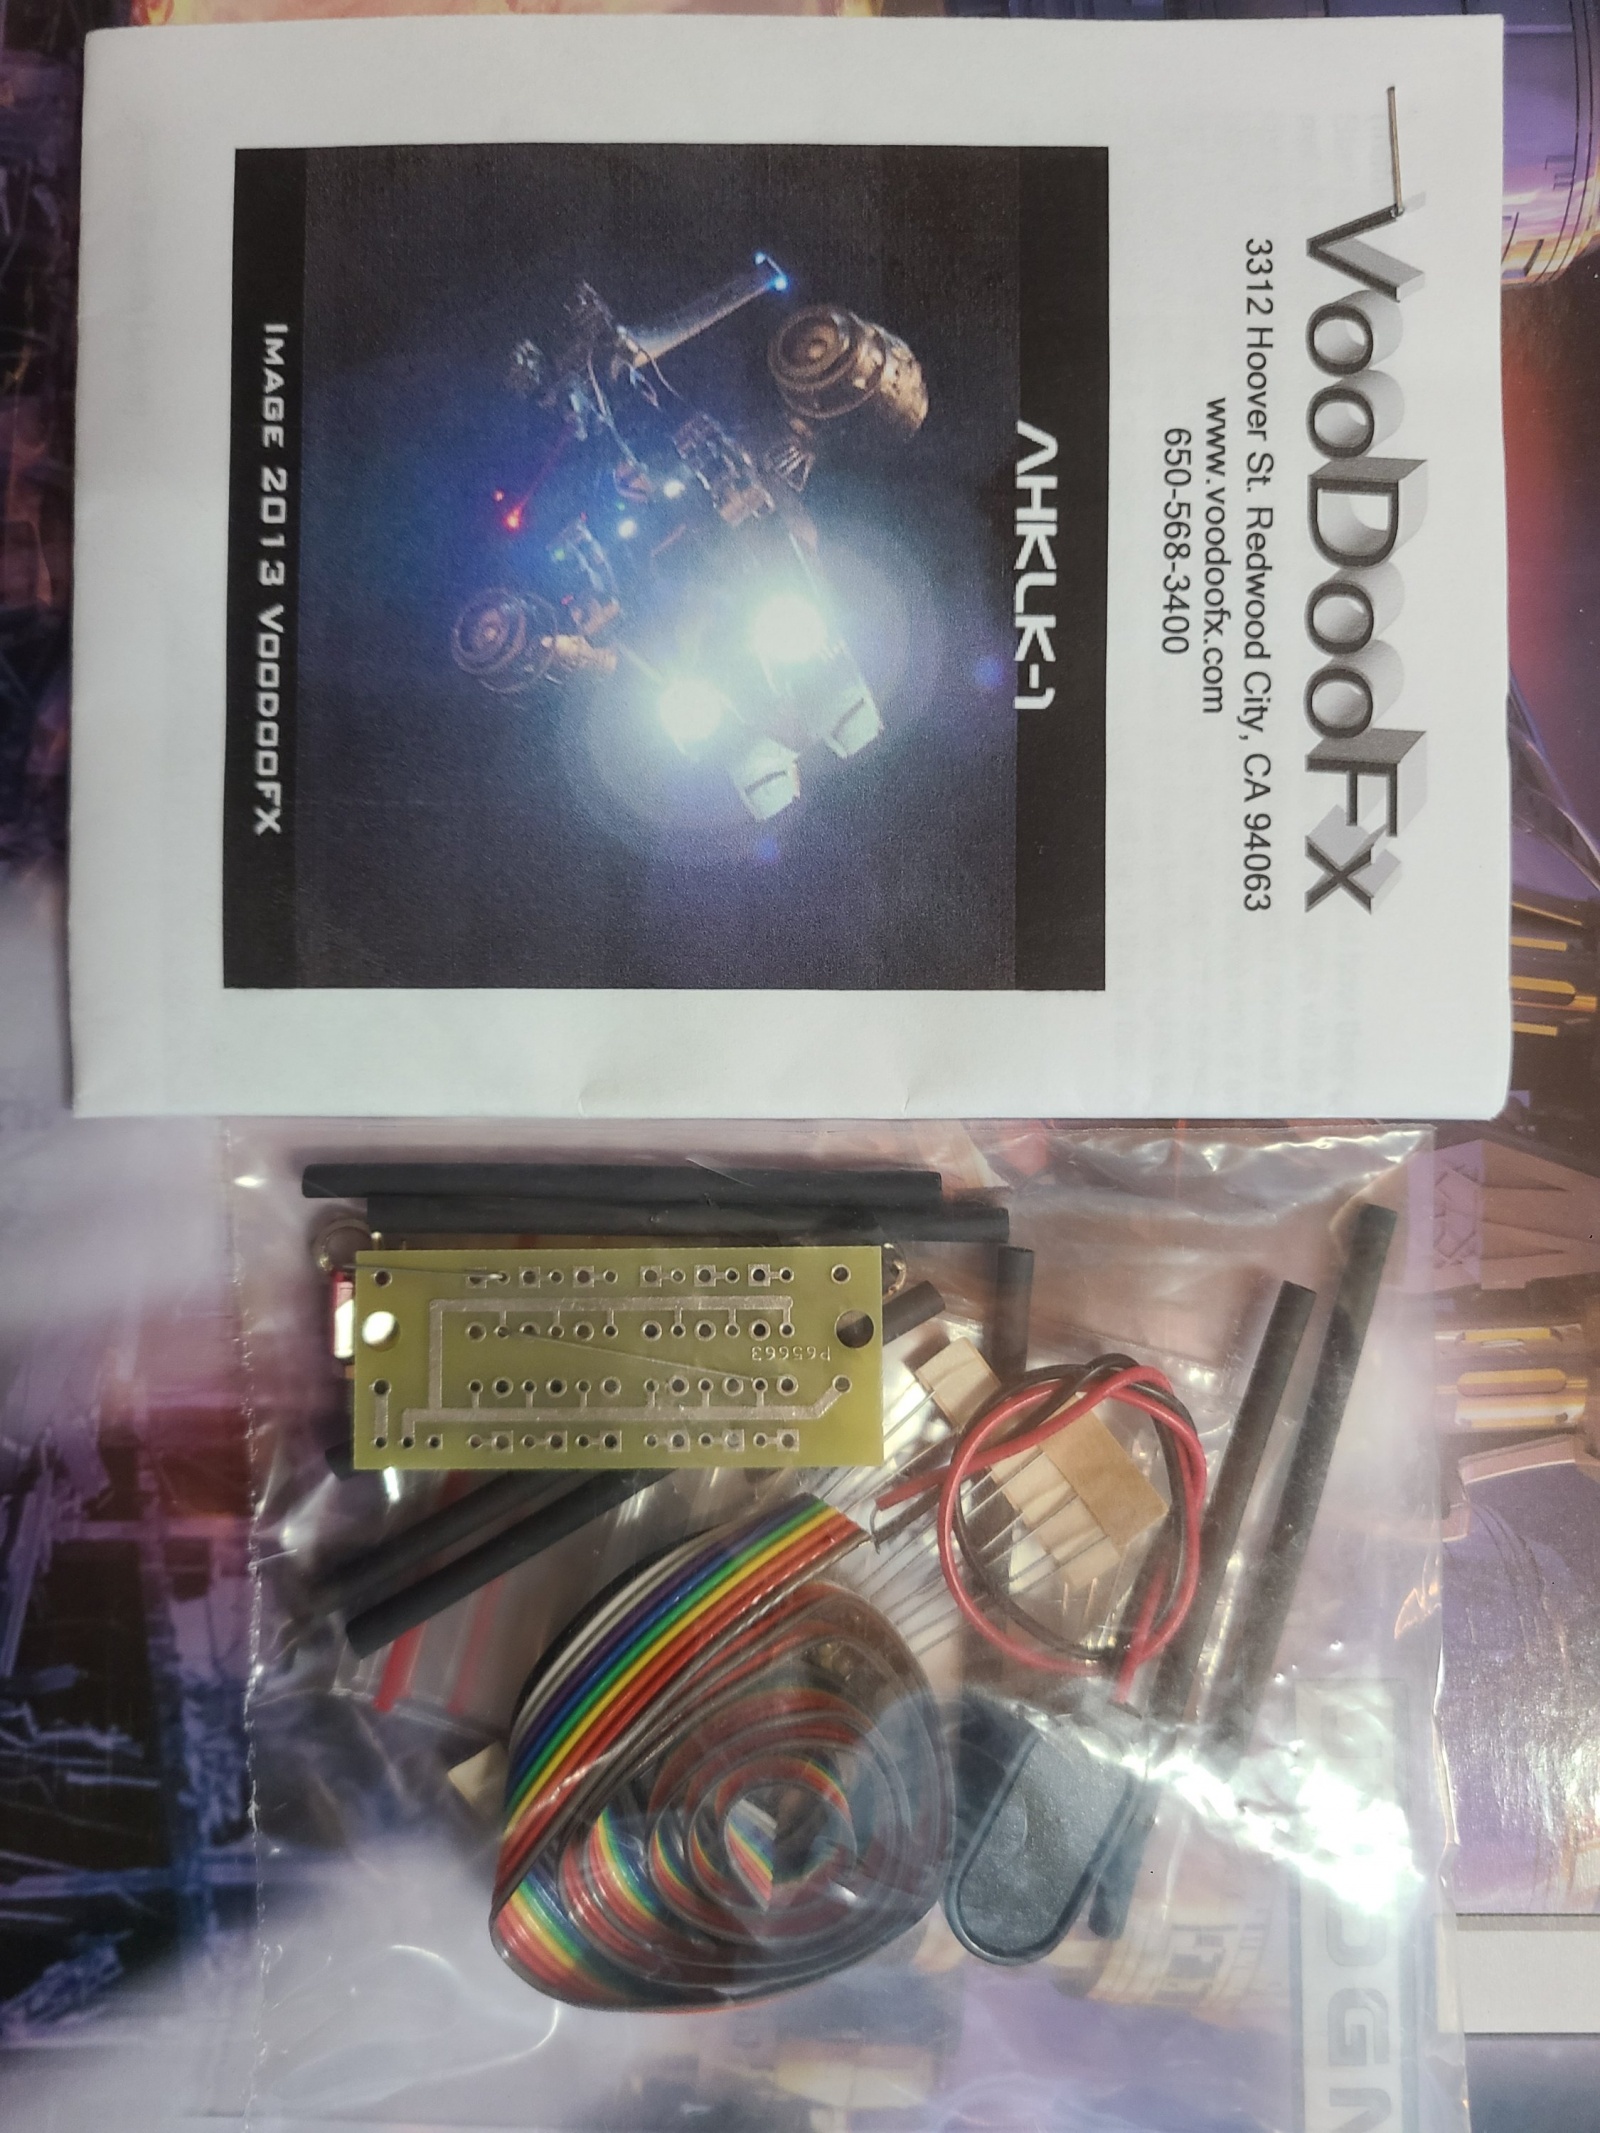 VooDooFX
3312 Hoover St. Redwood City, CA 94063
www.voodoofx.com
650-568-3400
AHKLK-1
IMAGE 2013 VOODOOFX
P65663